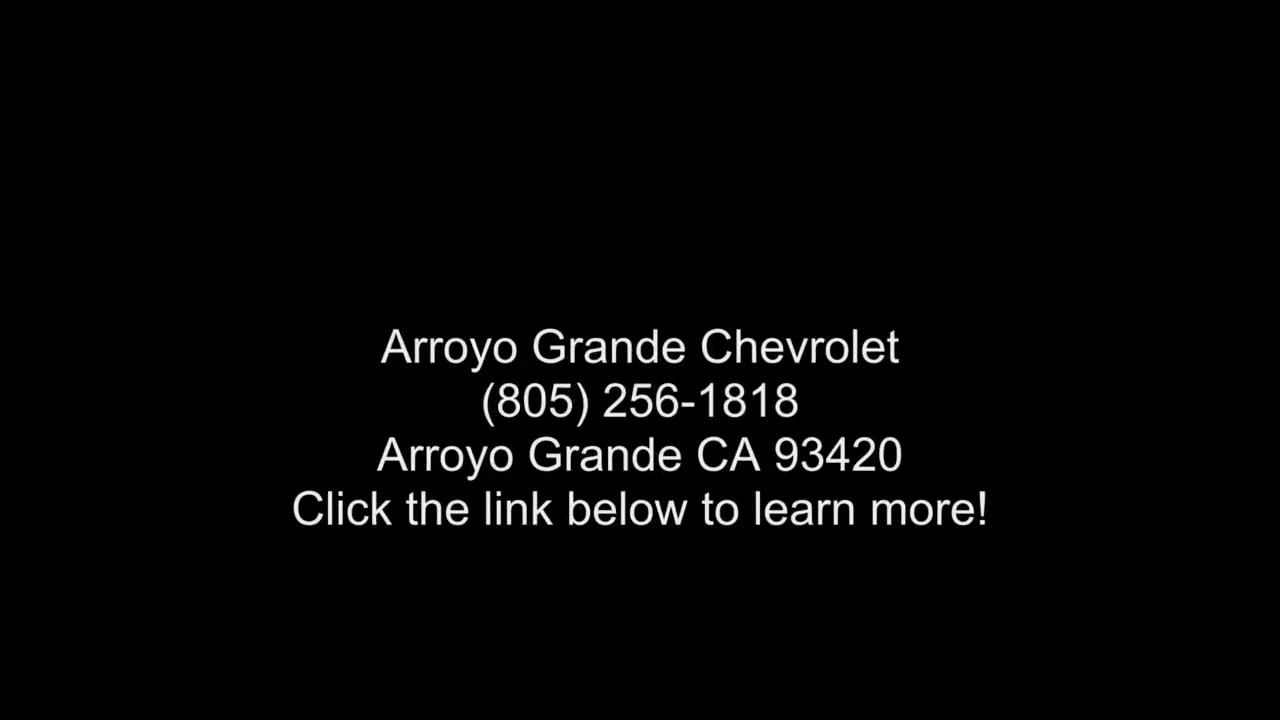 Arroyo Grande Chevrolet
(805) 256-1818
Arroyo Grande CA 93420
Click the link below to learn more!